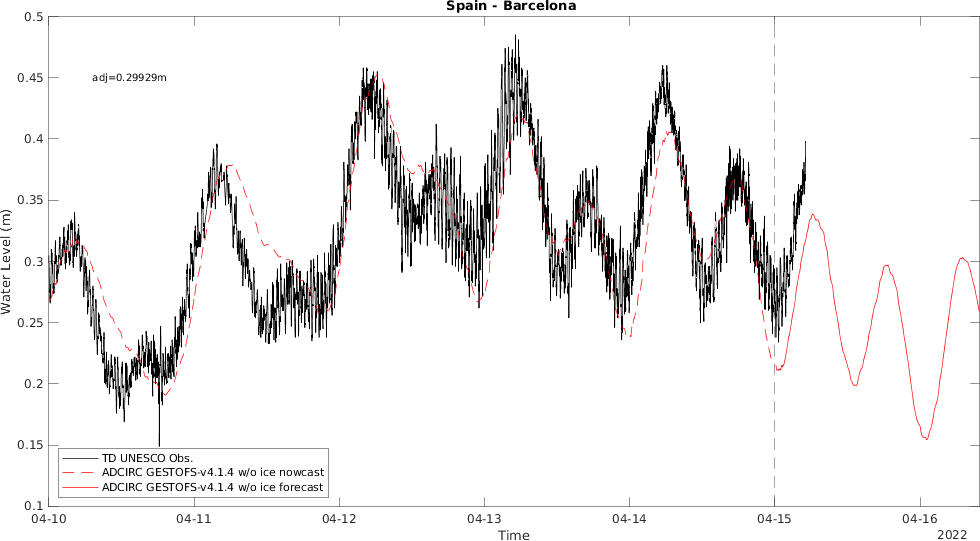 Spain - Barcelona
0.5
0.45
0.4
0.35
0.3
0.25
0.2
0.15
0.1
Water Level (m)
adj=0.29929m
TD UNESCO Obs.
ADCIRC GESTOFS-v4.1.4 w/o ice nowcast
ADCIRC GESTOFS-v4.1.4 w/o ice forecast
04-10 04-11 04-12 04-13 04-14 04-15 04-16
Time
2022